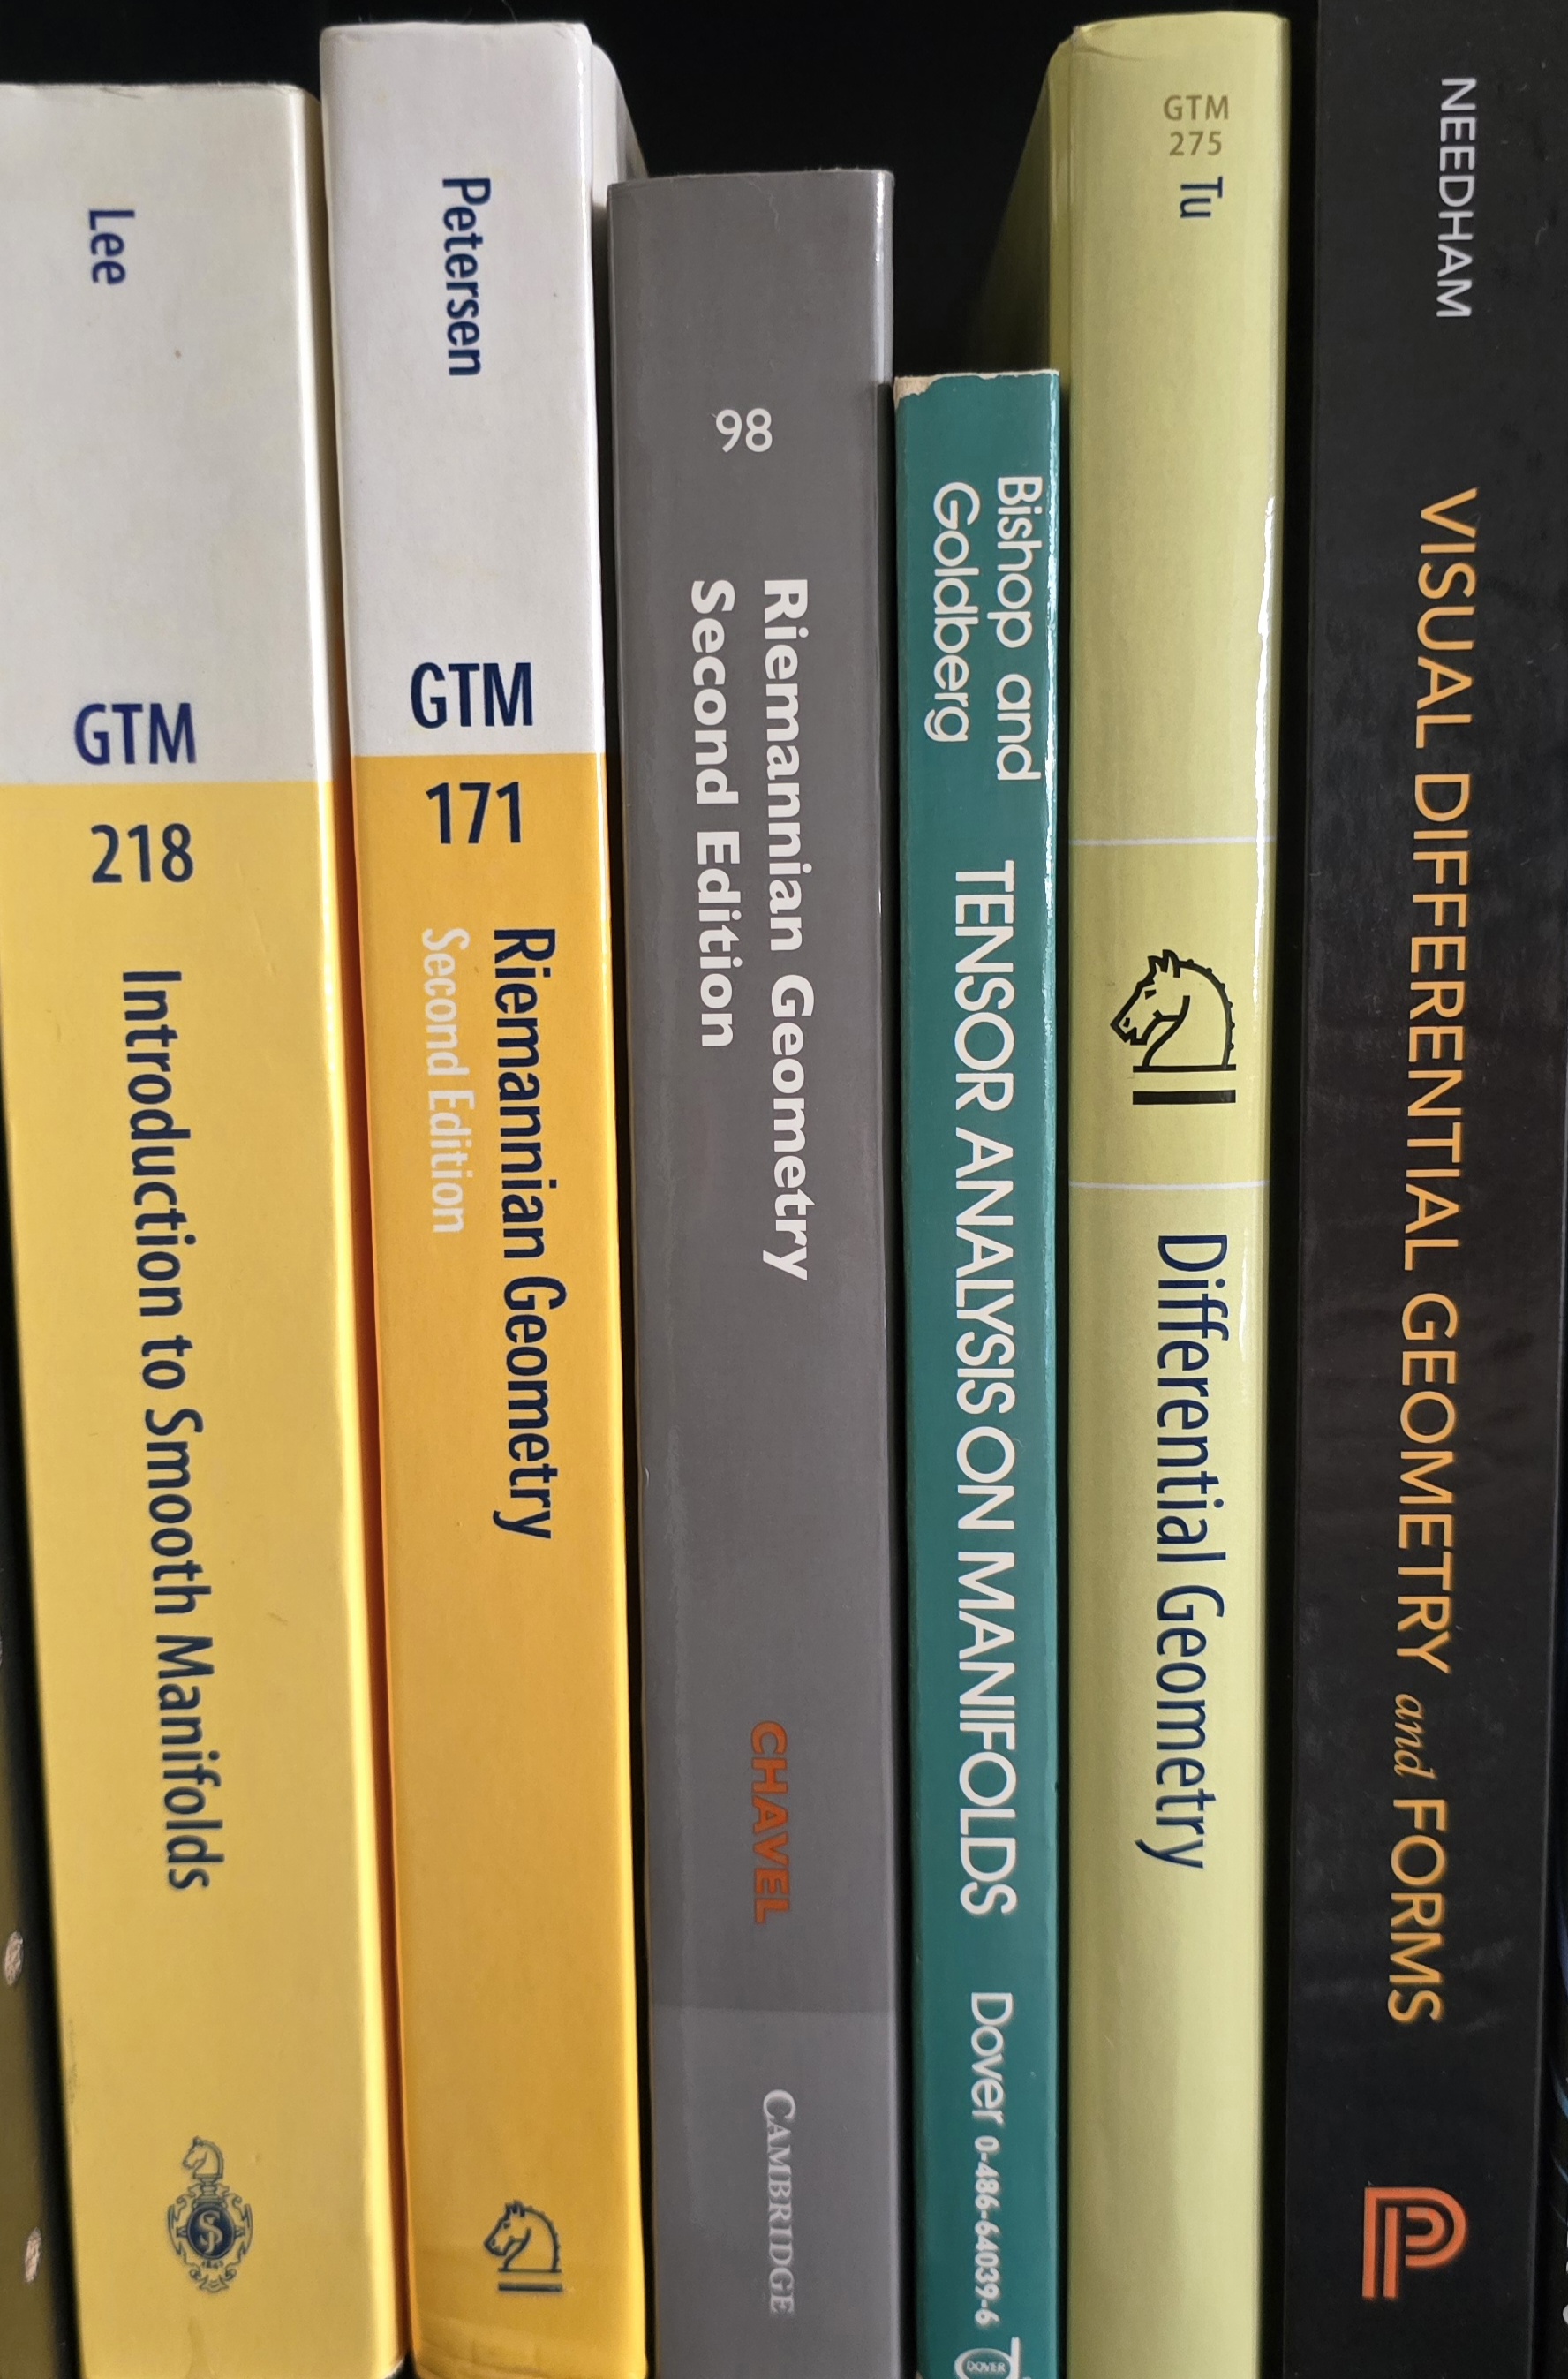 Lee
GTM
218
Introduction to Smooth Manifolds
Petersen
GTM
171
Riemannian Geometry
Second Edition
98
Riemannian Geometry
Second Edition
CHAVEL
CAMBRIDGE
Bishop and
Goldberg
TENSOR ANALYSIS ON MANIFOLDS
Dover 0-486-64039-6
DOVER
GTM
275
Tu
Differential Geometry
NEEDHAM
VISUAL DIFFERENTIAL GEOMETRY and FORMS